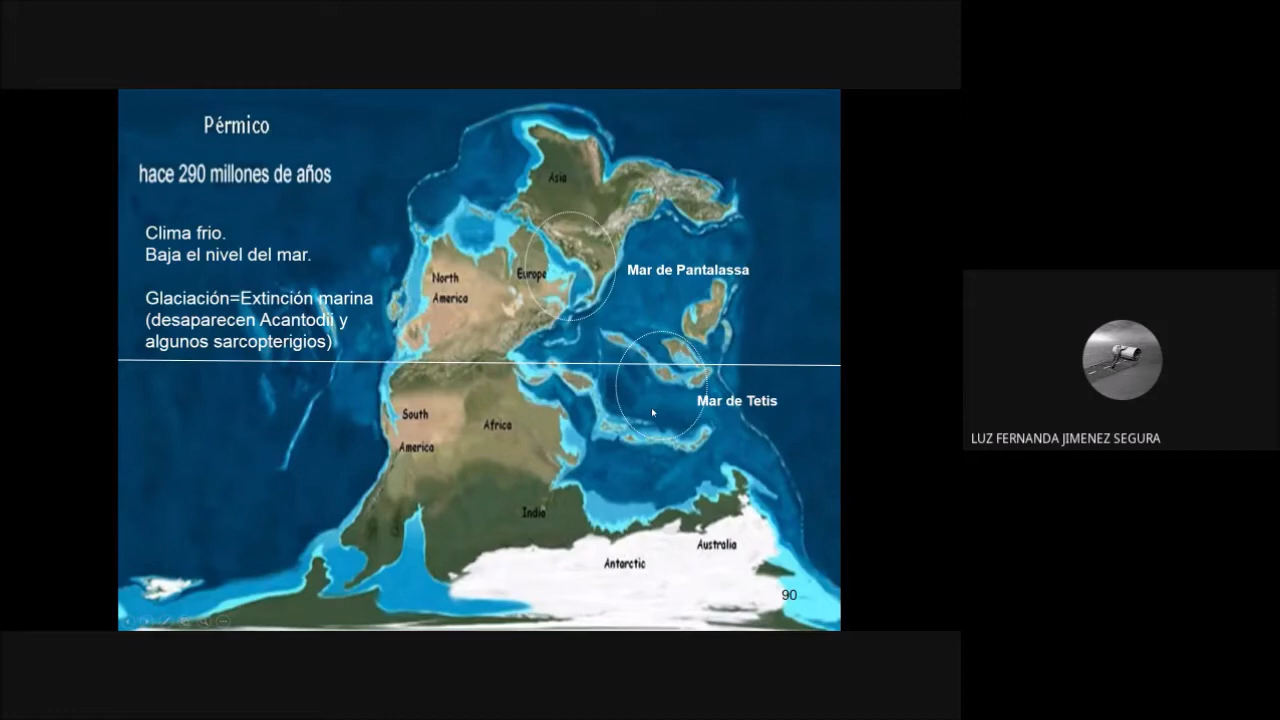 Pérmico
hace 290 millones de años
Clima frio.
Baja el nivel del mar.
Glaciación=Extinción marina
(desaparecen Acantodii y
algunos sarcopterigios)
Asia
North
America
Europe
Mar de Pantalassa
Mar de Tetis
South
America
Africa
India
Australia
Antarctic
90
LUZ FERNANDA JIMENEZ SEGURA